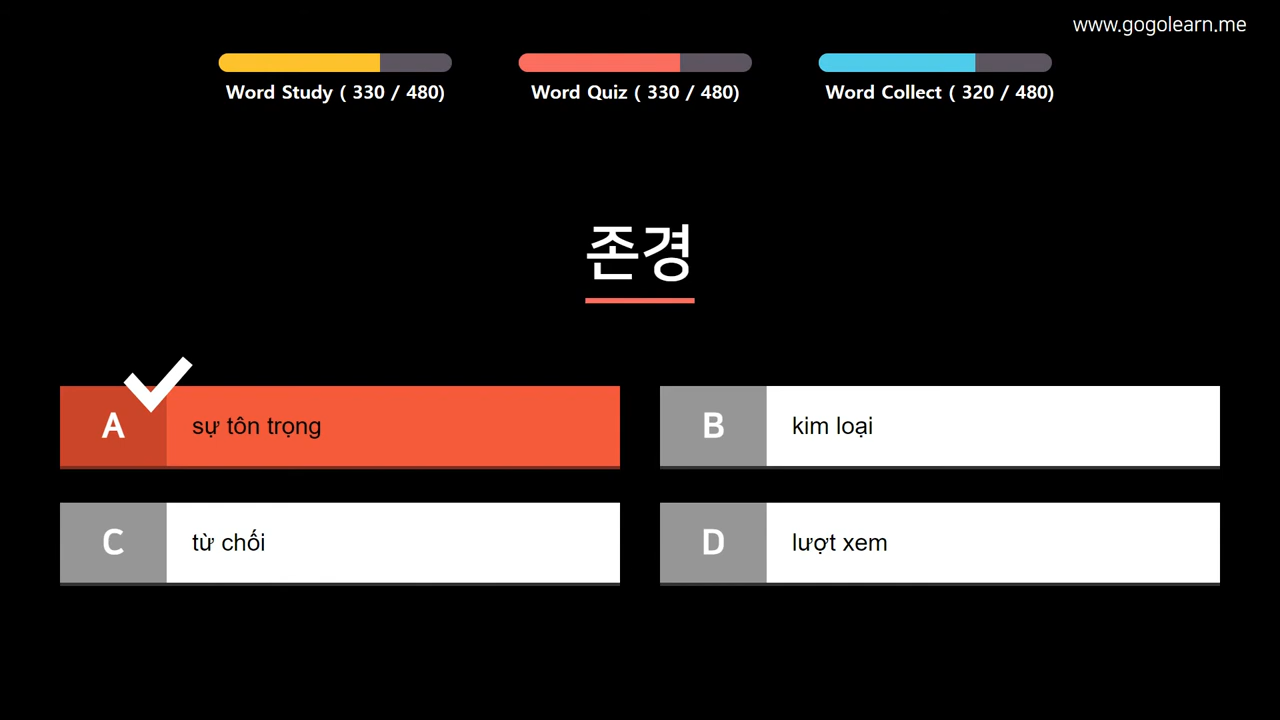 www.gogolearn.me
Word Study ( 330 / 480)
Word Quiz ( 330 / 480)
Word Collect ( 320 / 480)
존경
A
sự tôn trọng
B
kim loại
C
từ chối
D
lượt xem